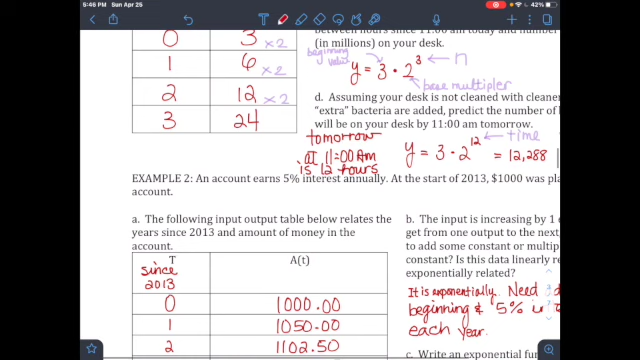 5:46 AM Sun Apr 25
42%
0 3 ×2
1 6 ×2
2 12 ×2
3 24
between hours since 11:00 am today and number
(in millions) on your desk.
beginning value
y = 3 · 2^3 ← n
base multipler
d. Assuming your desk is not cleaned with cleaner
"extra" bacteria are added, predict the number of
will be on your desk by 11:00 am tomorrow.
tomorrow
at 11:00 Am
is 12 hours
time
y = 3 · 2^12 = 12,288
EXAMPLE 2: An account earns 5% interest annually. At the start of 2013, $1000 was
account.
a. The following input output table below relates the
years since 2013 and amount of money in the
account.
T A(t)
since
2013
0 1000.00
1 1050.00
2 1102.50
b. The input is increasing by 1
get from one output to the next,
to add some constant or
constant? Is this data linearly
exponentially related?
It is exponentially. Need
beginning & 5% in
each year.
c. Write an exponential